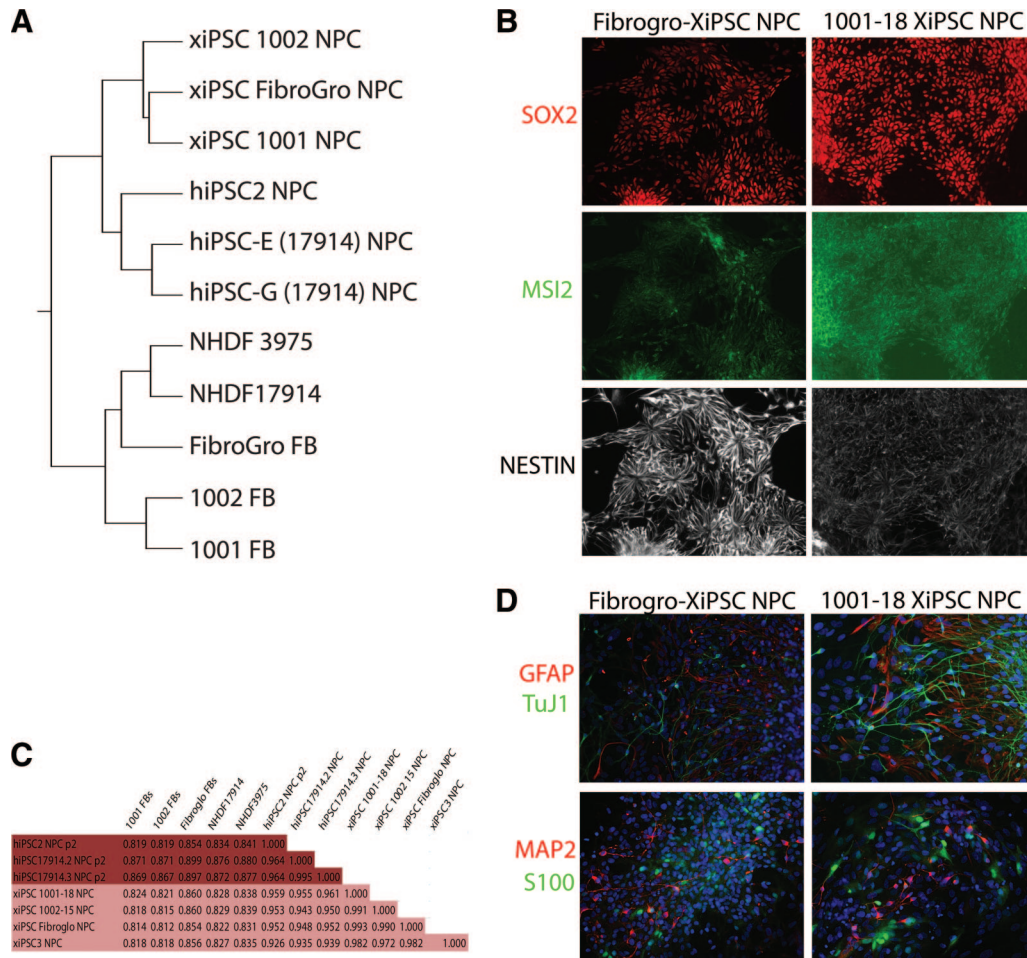 A
xiPSC 1002 NPC
xiPSC FibroGro NPC
xiPSC 1001 NPC
hiPSC2 NPC
hiPSC-E (17914) NPC
hiPSC-G (17914) NPC
NHDF 3975
NHDF17914
FibroGro FB
1002 FB
1001 FB
B
Fibrogro-XiPSC NPC 1001-18 XiPSC NPC
SOX2
MSI2
NESTIN
C
1001 FBs
1002 FBs
Fibroglo FBs
NHDF17914
NHDF3975
hiPSC2 NPC p2
hiPSC17914.2 NPC
hiPSC17914.3 NPC
xiPSC 1001-18 NPC
xiPSC 1002-15 NPC
xiPSC Fibroglo NPC
xiPSC3 NPC
hiPSC2 NPC p2 0.819 0.819 0.854 0.834 0.841 1.000
hiPSC17914.2 NPC p2 0.871 0.871 0.899 0.876 0.880 0.964 1.000
hiPSC17914.3 NPC p2 0.869 0.867 0.899 0.872 0.877 0.964 0.995 1.000
xiPSC 1001-18 NPC 0.824 0.821 0.860 0.828 0.838 0.959 0.955 0.961 1.000
xiPSC 1002-15 NPC 0.818 0.815 0.860 0.829 0.839 0.953 0.943 0.950 0.991 1.000
xiPSC Fibroglo NPC 0.814 0.812 0.854 0.822 0.831 0.952 0.948 0.952 0.993 0.990 1.000
xiPSC3 NPC 0.818 0.818 0.856 0.827 0.835 0.926 0.935 0.939 0.982 0.972 0.982 1.000
D
Fibrogro-XiPSC NPC 1001-18 XiPSC NPC
GFAP
TuJ1
MAP2
S100